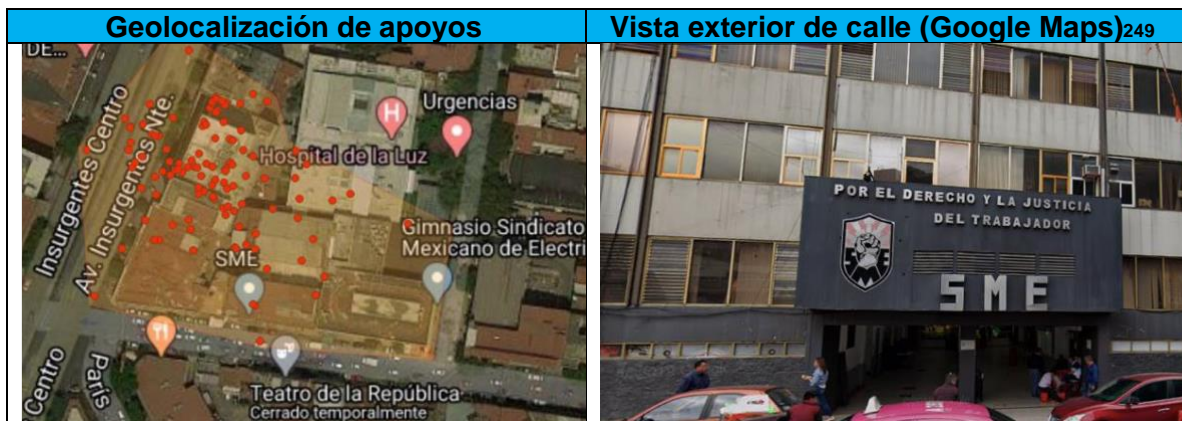 Geolocalización de apoyos
Vista exterior de calle (Google Maps)249
DE...
Insurgentes Centro
Av. Insurgentes Nte.
Urgencias
H
Hospital de la Luz
Gimnasio Sindicato
Mexicano de Electri
SME
Centro
Paris
Teatro de la República
Cerrado temporalmente
POR EL DERECHO Y LA JUSTICIA
DEL TRABAJADOR
SME
SME